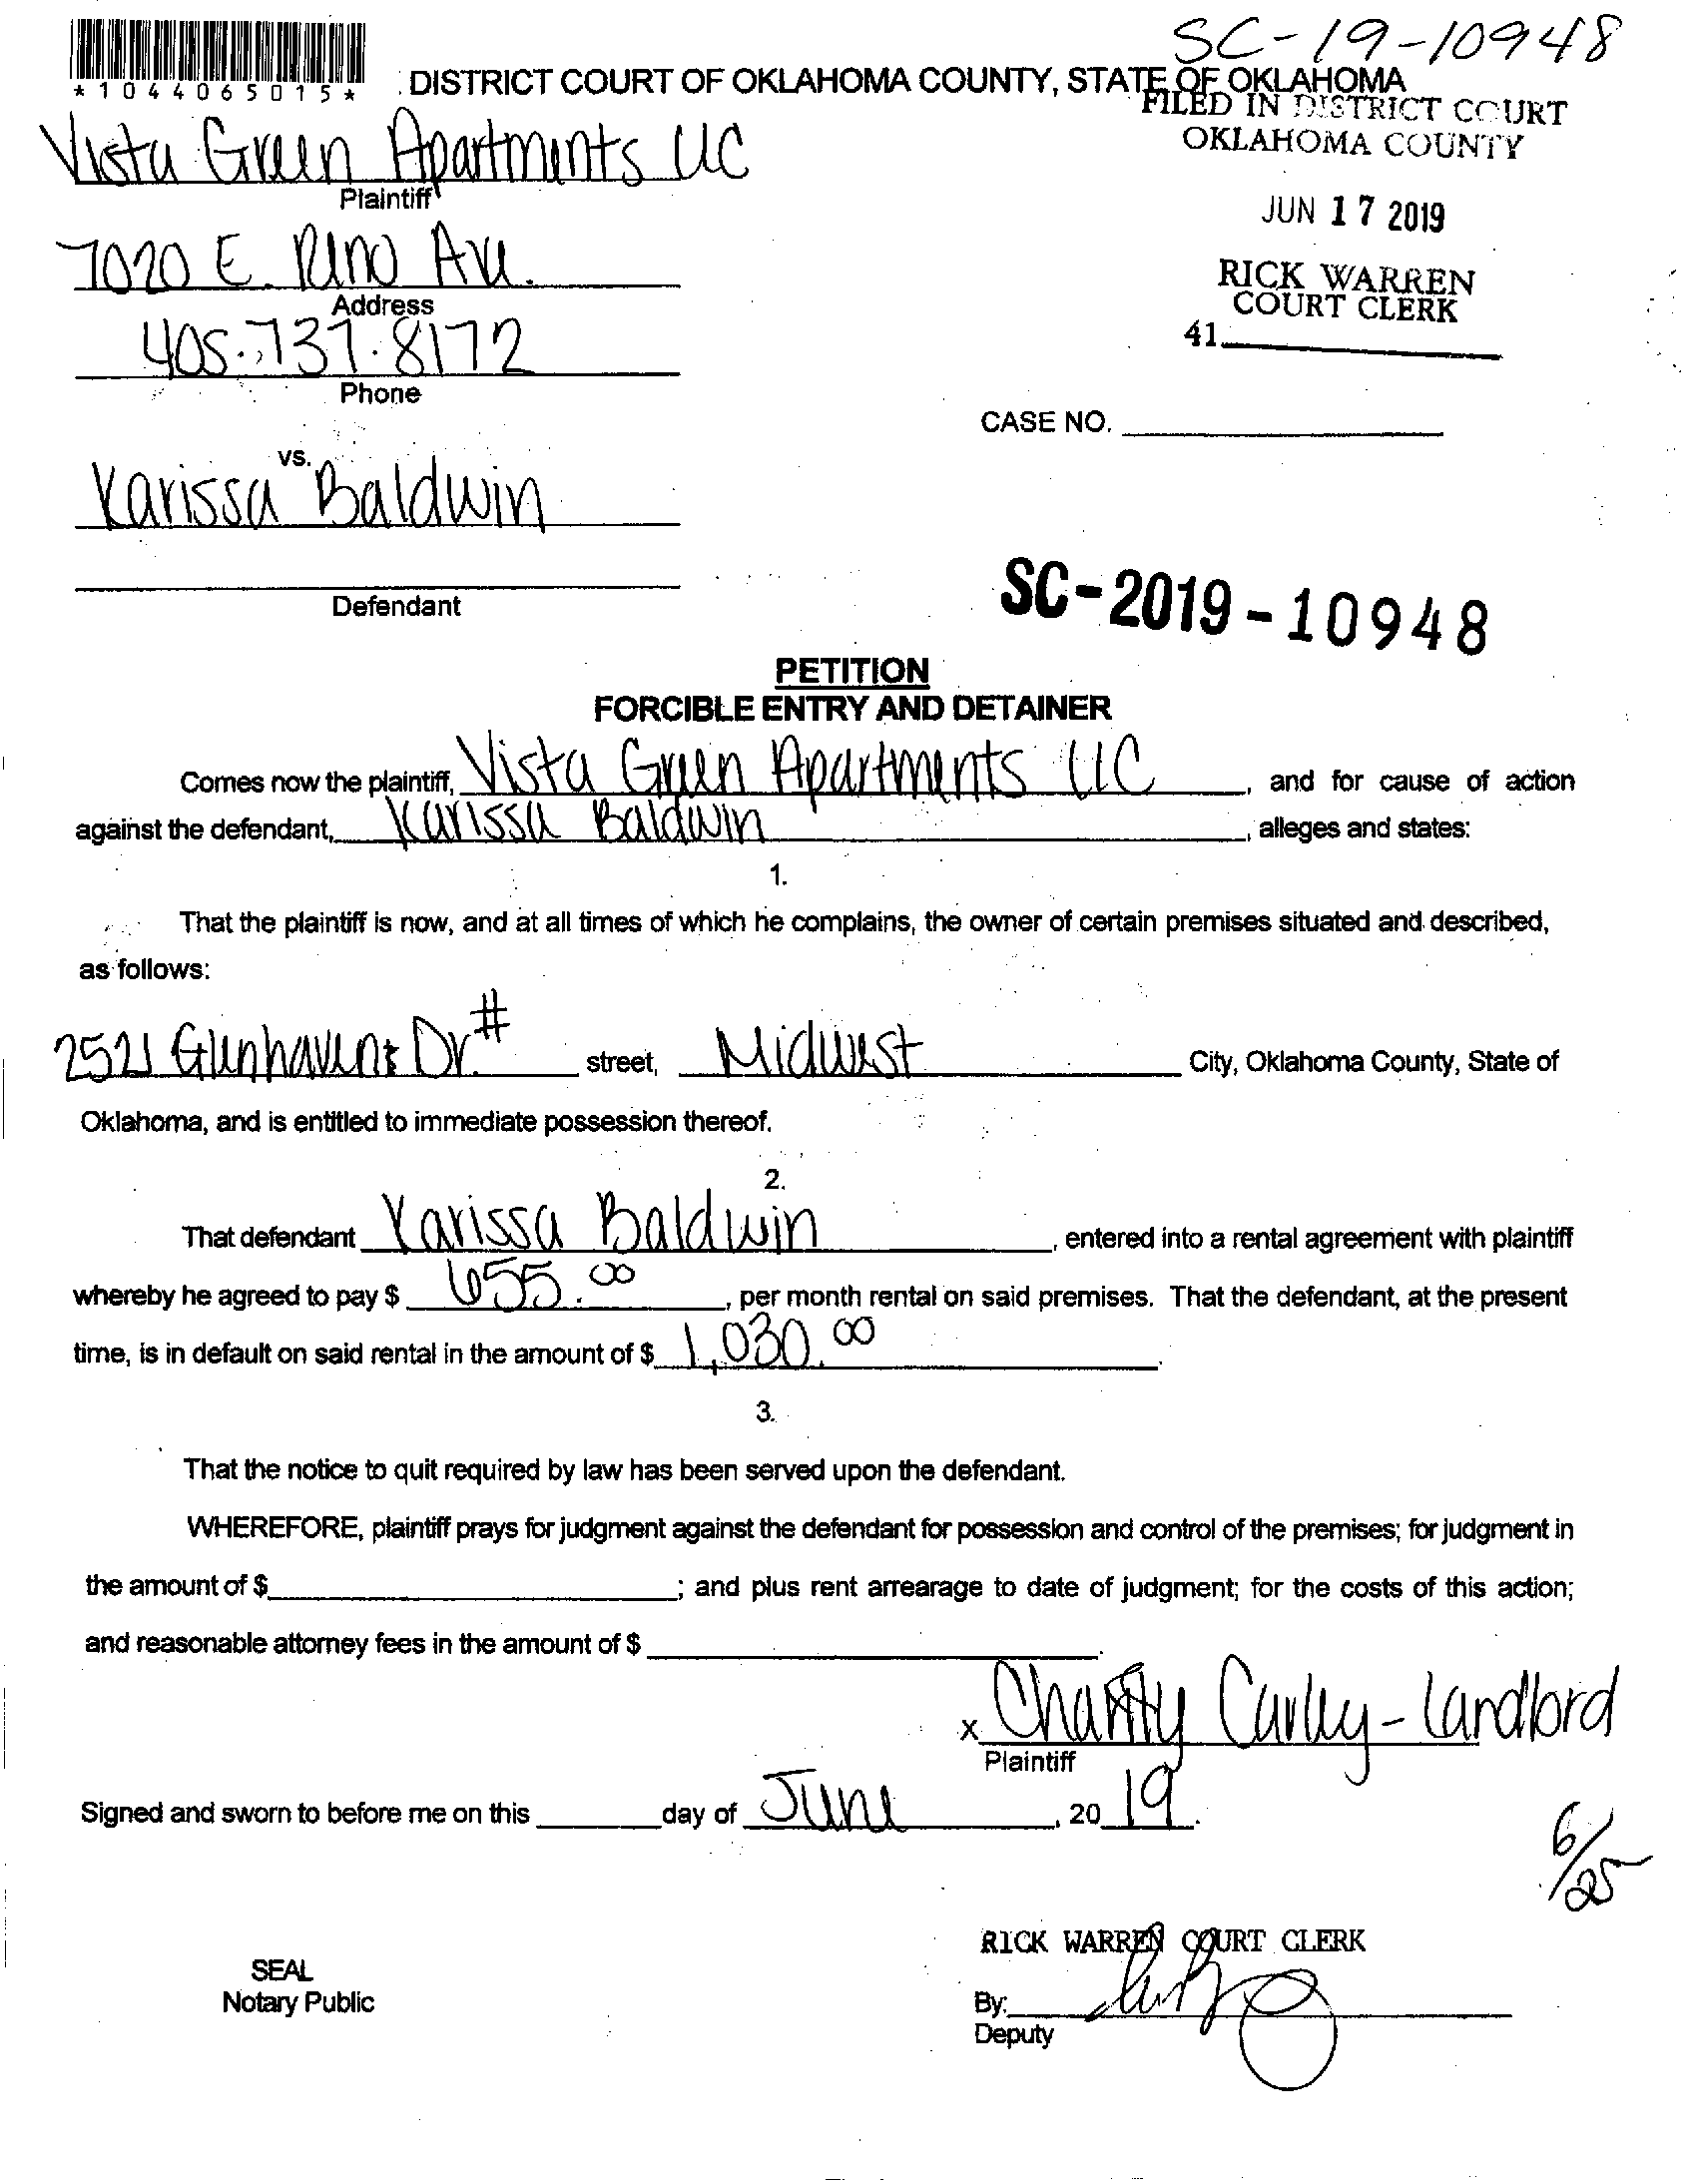 SC-19-10948
*1044065015*
DISTRICT COURT OF OKLAHOMA COUNTY, STATE OF OKLAHOMA
FILED IN DISTRICT COURT
OKLAHOMA COUNTY
Vista Green Apartments LLC
Plaintiff
JUN 17 2019
7020 E. Reno Ave.
Address
RICK WARREN
COURT CLERK
405.737.8172
Phone
41
CASE NO.
vs.
Karissa Baldwin
Defendant
SC-2019-10948
PETITION
FORCIBLE ENTRY AND DETAINER
Comes now the plaintiff, Vista Green Apartments LLC, and for cause of action
against the defendant, Karissa Baldwin, alleges and states:
1.
That the plaintiff is now, and at all times of which he complains, the owner of certain premises situated and described,
as follows:
2521 Glenhavens Dr. # street, Midwest City, Oklahoma County, State of
Oklahoma, and is entitled to immediate possession thereof.
2.
That defendant Karissa Baldwin, entered into a rental agreement with plaintiff
whereby he agreed to pay $ 655.00, per month rental on said premises. That the defendant, at the present
time, is in default on said rental in the amount of $ 1,030.00.
3.
That the notice to quit required by law has been served upon the defendant.
WHEREFORE, plaintiff prays for judgment against the defendant for possession and control of the premises; for judgment in
the amount of $ ; and plus rent arrearage to date of judgment; for the costs of this action;
and reasonable attorney fees in the amount of $ .
x Charity Carley - Landlord
Plaintiff
Signed and sworn to before me on this day of June, 2019.
6/25
RICK WARREN COURT CLERK
SEAL
Notary Public
By:
Deputy